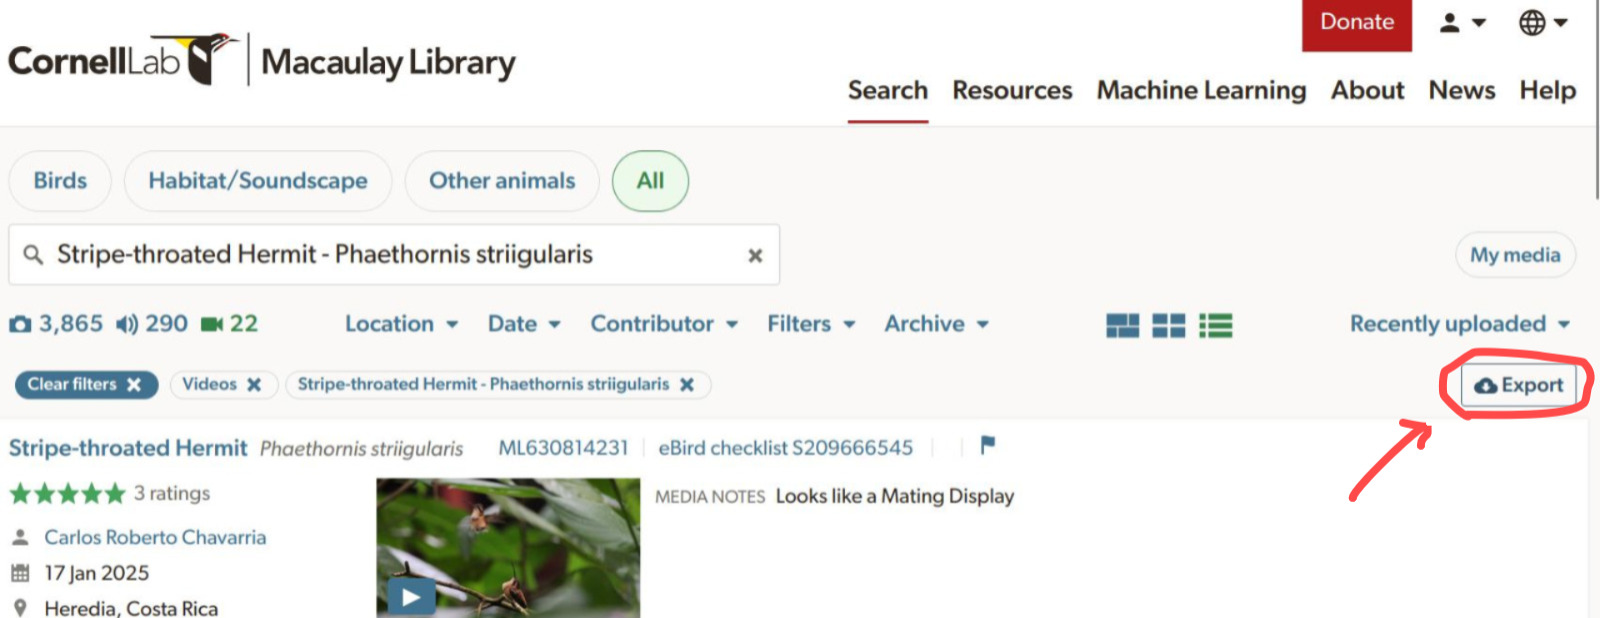 Donate
CornellLab Macaulay Library
Search Resources Machine Learning About News Help
Birds Habitat/Soundscape Other animals All
Stripe-throated Hermit - Phaethornis striigularis
My media
3,865 290 22 Location Date Contributor Filters Archive Recently uploaded
Clear filters Videos Stripe-throated Hermit - Phaethornis striigularis Export
Stripe-throated Hermit Phaethornis striigularis ML630814231 eBird checklist S209666545
3 ratings
MEDIA NOTES Looks like a Mating Display
Carlos Roberto Chavarria
17 Jan 2025
Heredia, Costa Rica